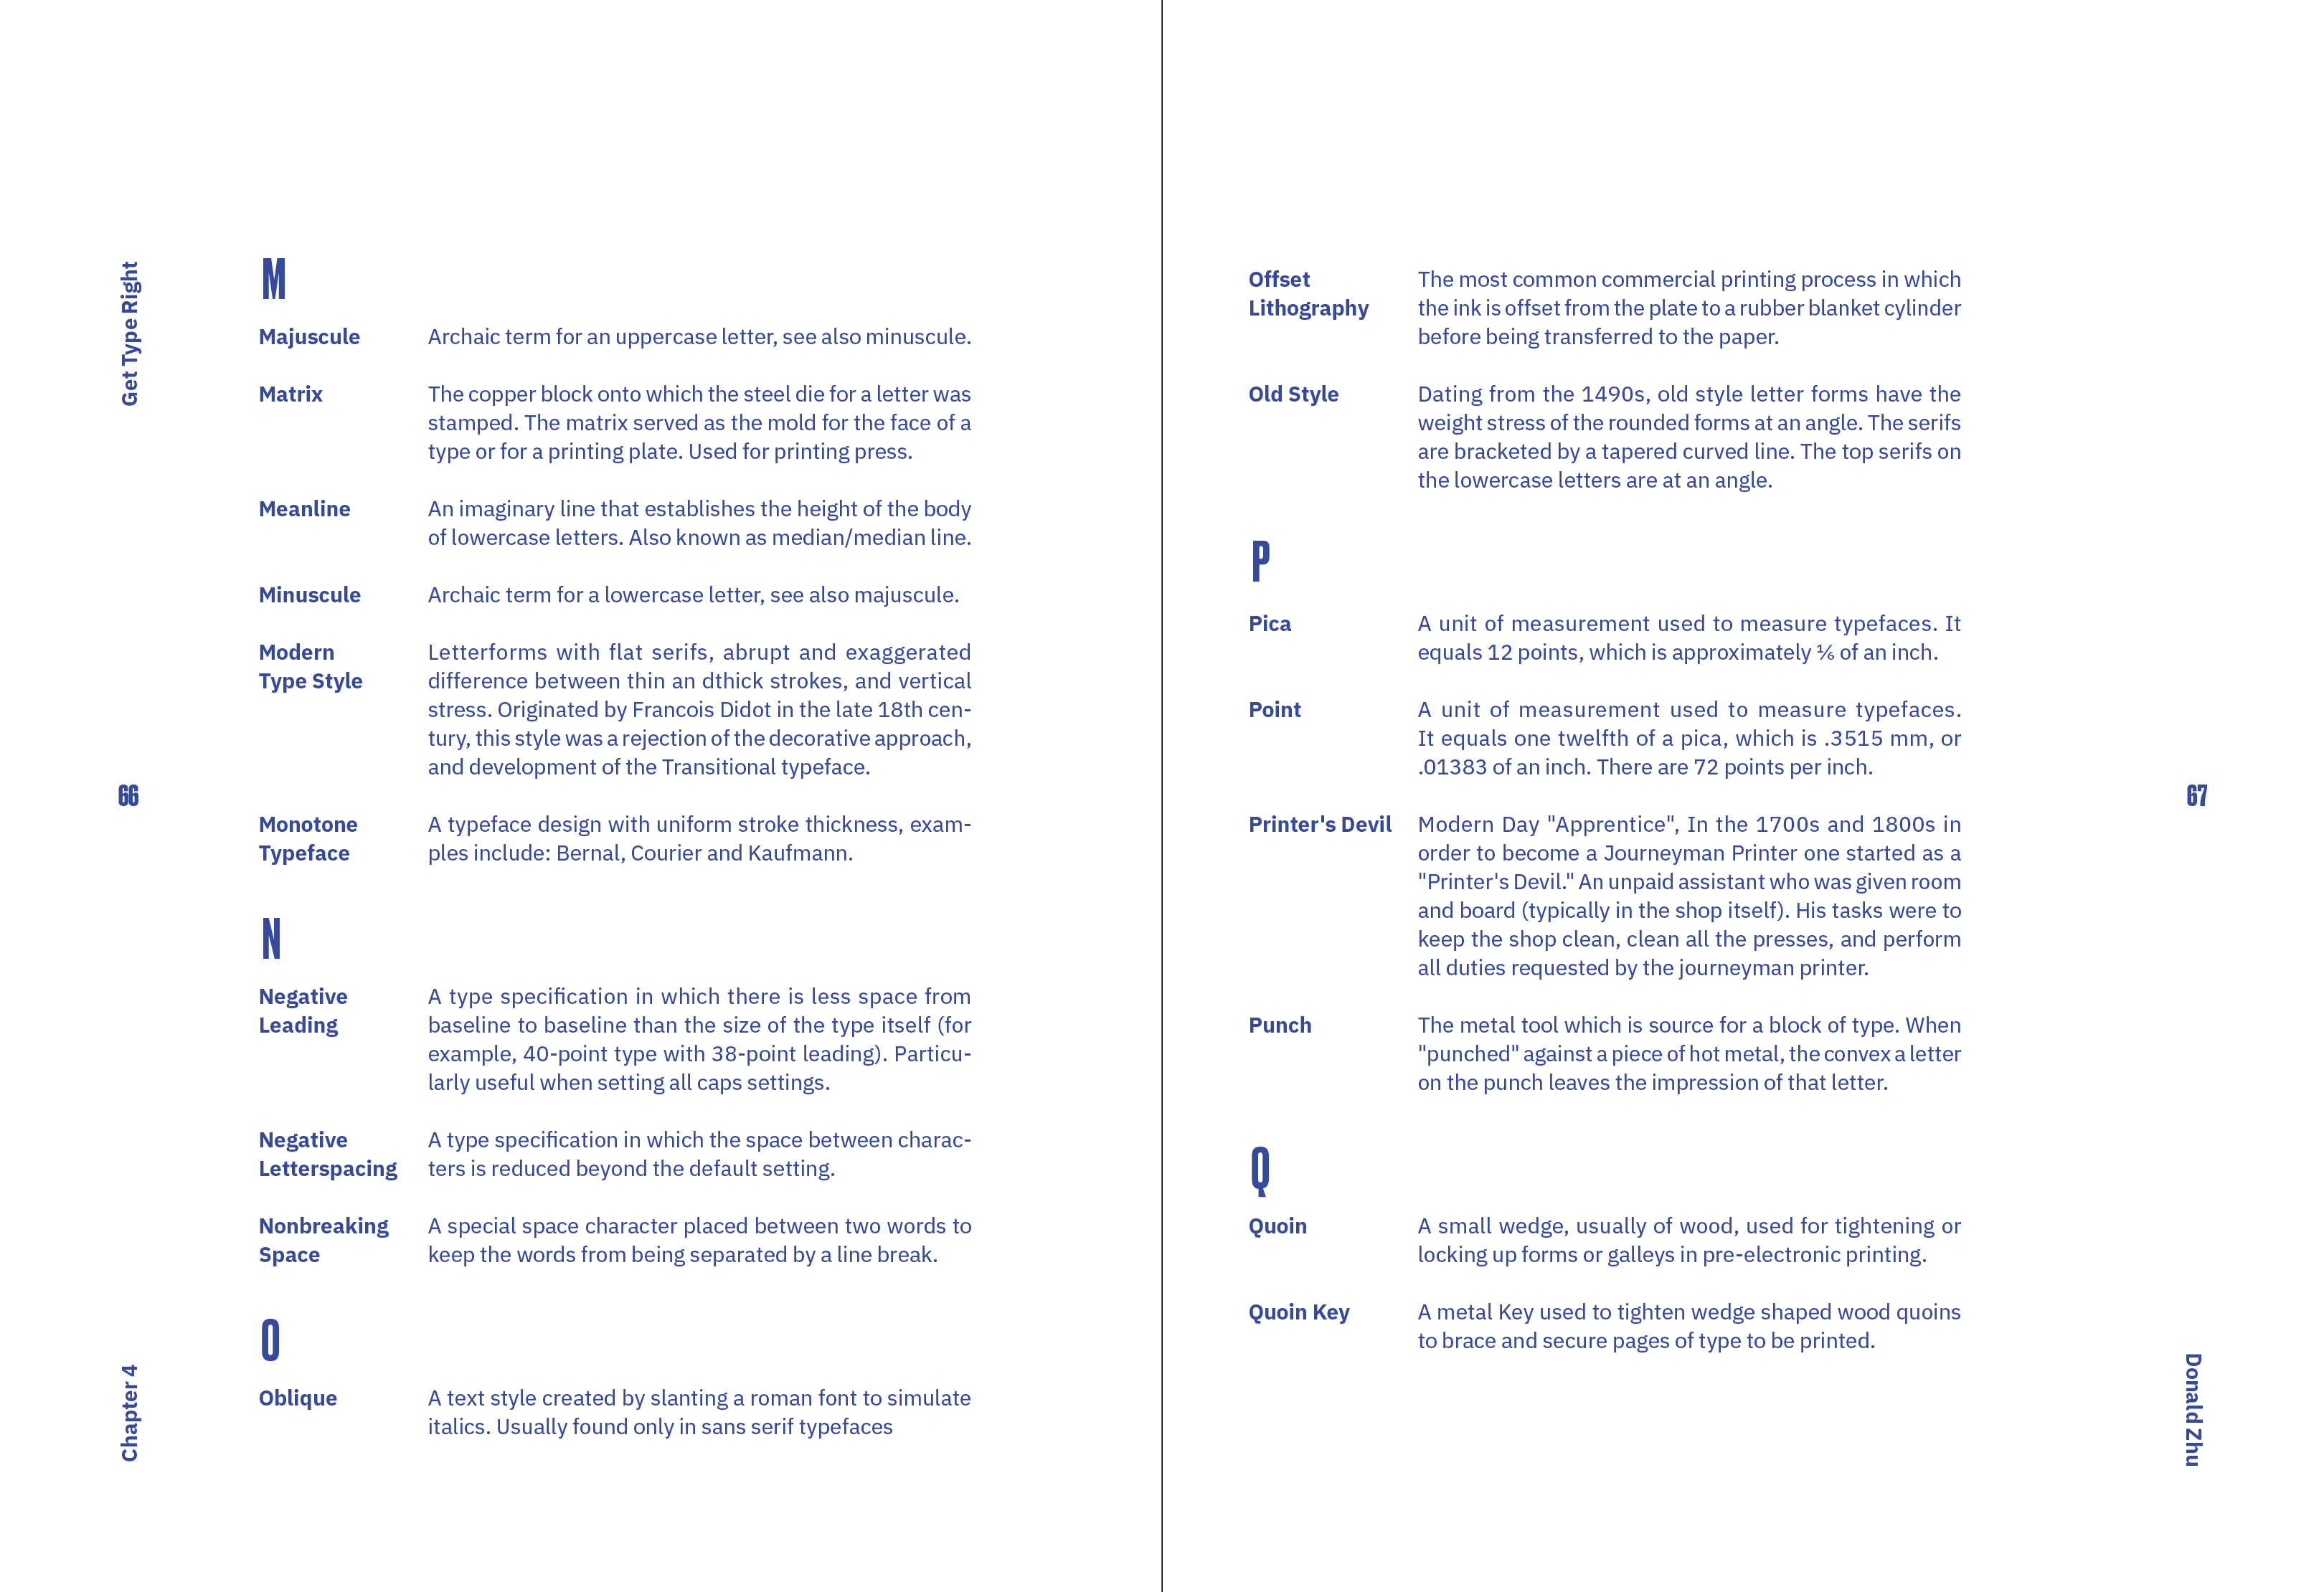 Get Type Right
66
Chapter 4
M
Majuscule Archaic term for an uppercase letter, see also minuscule.
Matrix The copper block onto which the steel die for a letter was
stamped. The matrix served as the mold for the face of a
type or for a printing plate. Used for printing press.
Meanline An imaginary line that establishes the height of the body
of lowercase letters. Also known as median/median line.
Minuscule Archaic term for a lowercase letter, see also majuscule.
Modern Letterforms with flat serifs, abrupt and exaggerated
Type Style difference between thin an dthick strokes, and vertical
stress. Originated by Francois Didot in the late 18th cen-
tury, this style was a rejection of the decorative approach,
and development of the Transitional typeface.
Monotone A typeface design with uniform stroke thickness, exam-
Typeface ples include: Bernal, Courier and Kaufmann.
N
Negative A type specification in which there is less space from
Leading baseline to baseline than the size of the type itself (for
example, 40-point type with 38-point leading). Particu-
larly useful when setting all caps settings.
Negative A type specification in which the space between charac-
Letterspacing ters is reduced beyond the default setting.
Nonbreaking A special space character placed between two words to
Space keep the words from being separated by a line break.
O
Oblique A text style created by slanting a roman font to simulate
italics. Usually found only in sans serif typefaces
Offset The most common commercial printing process in which
Lithography the ink is offset from the plate to a rubber blanket cylinder
before being transferred to the paper.
Old Style Dating from the 1490s, old style letter forms have the
weight stress of the rounded forms at an angle. The serifs
are bracketed by a tapered curved line. The top serifs on
the lowercase letters are at an angle.
P
Pica A unit of measurement used to measure typefaces. It
equals 12 points, which is approximately ⅙ of an inch.
Point A unit of measurement used to measure typefaces.
It equals one twelfth of a pica, which is .3515 mm, or
.01383 of an inch. There are 72 points per inch.
Printer's Devil Modern Day "Apprentice", In the 1700s and 1800s in
order to become a Journeyman Printer one started as a
"Printer's Devil." An unpaid assistant who was given room
and board (typically in the shop itself). His tasks were to
keep the shop clean, clean all the presses, and perform
all duties requested by the journeyman printer.
Punch The metal tool which is source for a block of type. When
"punched" against a piece of hot metal, the convex a letter
on the punch leaves the impression of that letter.
Q
Quoin A small wedge, usually of wood, used for tightening or
locking up forms or galleys in pre-electronic printing.
Quoin Key A metal Key used to tighten wedge shaped wood quoins
to brace and secure pages of type to be printed.
67
Donald Zhu